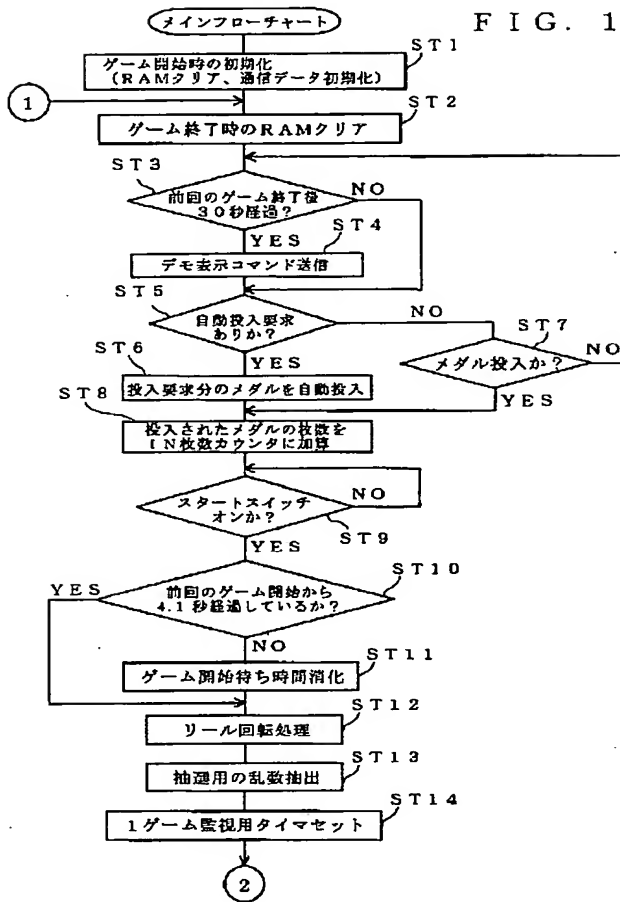 メインフローチャート
FIG. 1
ST1
ゲーム開始時の初期化
(RAMクリア、通信データ初期化)
1
ST2
ゲーム終了時のRAMクリア
ST3
前回のゲーム終了後
30秒経過?
NO
YES
ST4
デモ表示コマンド送信
ST5
自動投入要求
ありか?
NO
YES
ST7
メダル投入か?
NO
YES
ST6
投入要求分のメダルを自動投入
ST8
投入されたメダルの枚数を
IN枚数カウンタに加算
スタートスイッチ
オンか?
NO
ST9
YES
YES
ST10
前回のゲーム開始から
4.1秒経過しているか?
NO
ST11
ゲーム開始待ち時間消化
ST12
リール回転処理
ST13
抽選用の乱数抽出
ST14
1ゲーム監視用タイマセット
2